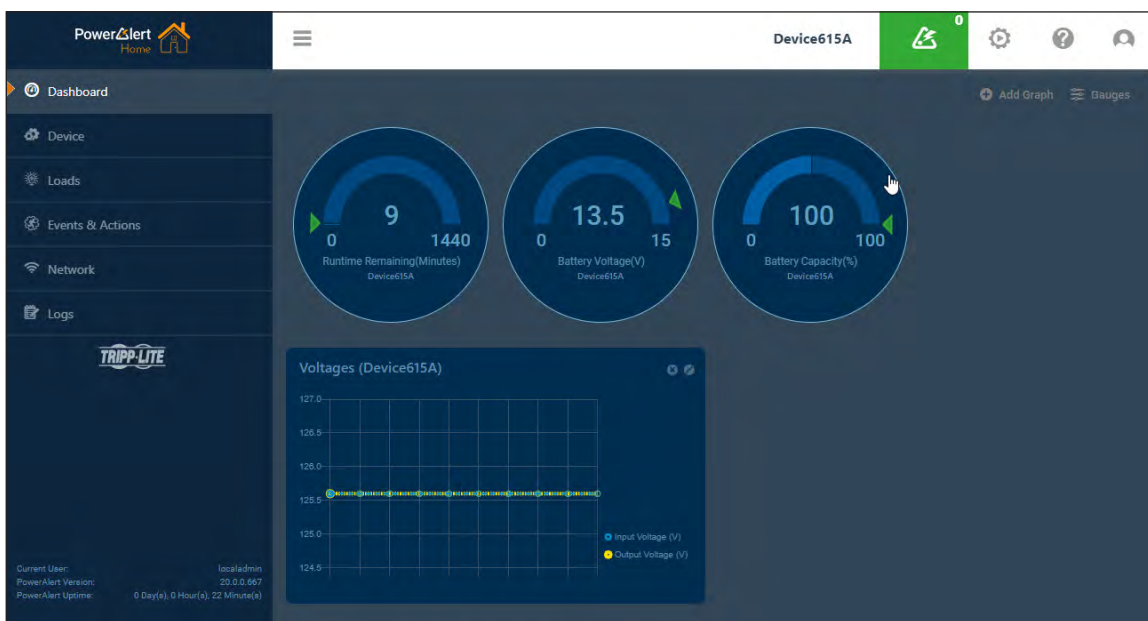 PowerAlert
Home
Device615A
0
Dashboard
Add Graph
Gauges
Device
Loads
Events & Actions
Network
Logs
TRIPP·LITE
9
0 1440
Runtime Remaining(Minutes)
Device615A
13.5
0 15
Battery Voltage(V)
Device615A
100
0 100
Battery Capacity(%)
Device615A
Voltages (Device615A)
127.0
126.5
126.0
125.5
125.0
124.5
Input Voltage (V)
Output Voltage (V)
Current User: localadmin
PowerAlert Version: 20.0.0.667
PowerAlert Uptime: 0 Day(s), 0 Hour(s), 22 Minute(s)